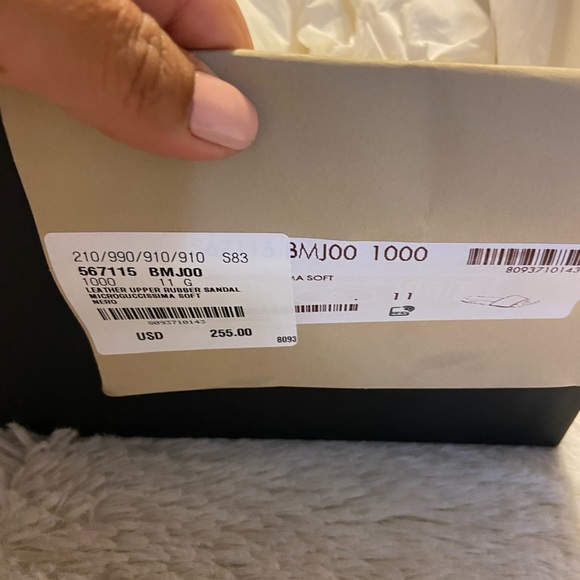 210/990/910/910 S83
567115 BMJ00
1000 11 G
LEATHER UPPER RUBBER SANDAL
MICROGUCCISSIMA SOFT
NERO
8093710143
USD 255.00
8093
BMJ00 1000
MA SOFT
11
8093710143